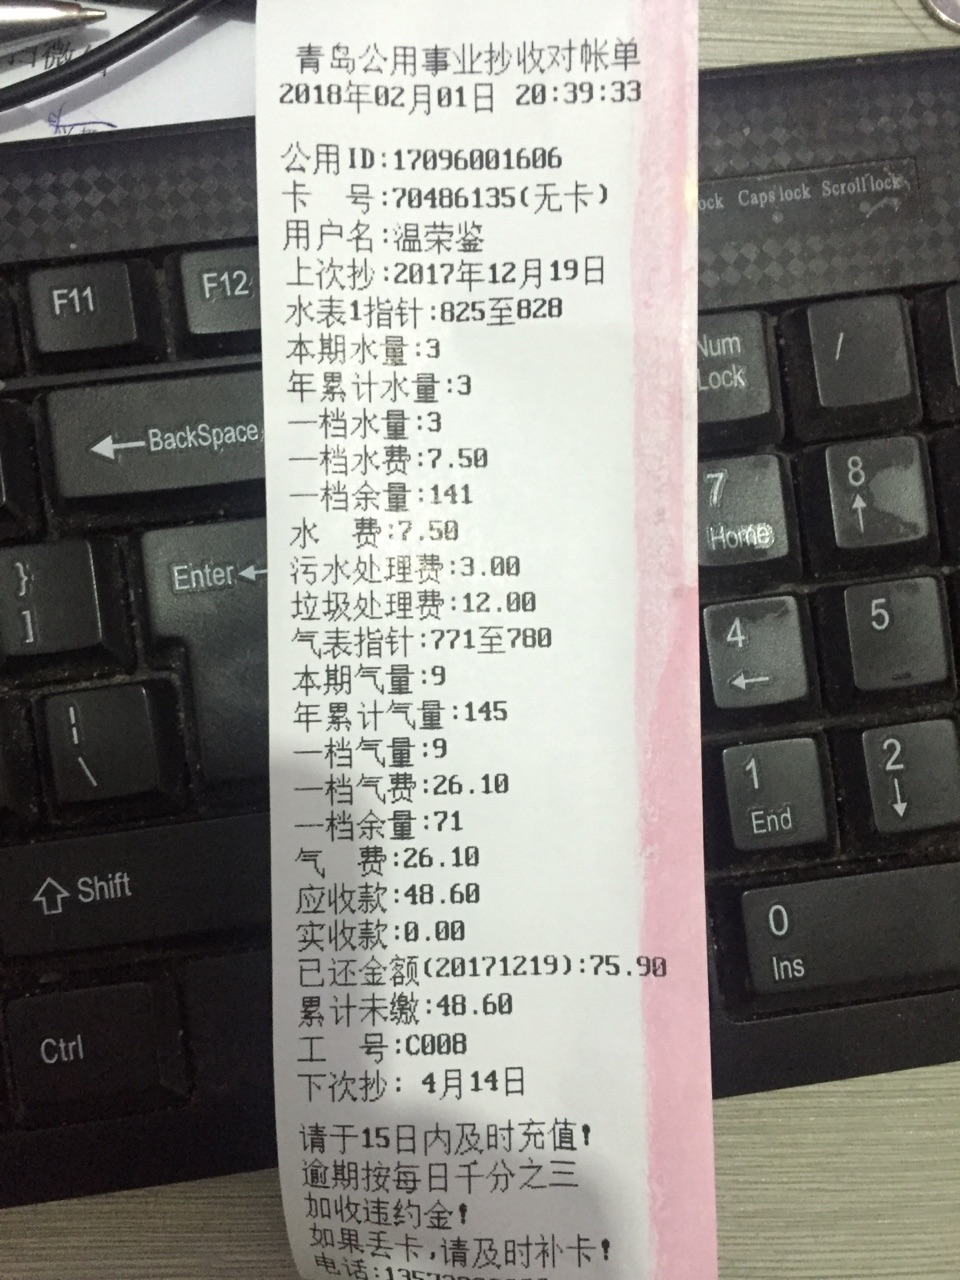 青岛公用事业抄收对帐单
2018年02月01日 20:39:33
公用ID:17096001606
卡 号:70486135(无卡)
用户名:温荣鉴
上次抄:2017年12月19日
水表1指针:825至828
本期水量:3
年累计水量:3
一档水量:3
一档水费:7.50
一档余量:141
水 费:7.50
污水处理费:3.00
垃圾处理费:12.00
气表指针:771至780
本期气量:9
年累计气量:145
一档气量:9
一档气费:26.10
一档余量:71
气 费:26.10
应收款:48.60
实收款:0.00
已还金额(20171219):75.90
累计未缴:48.60
工 号:C008
下次抄: 4月14日
请于15日内及时充值!
逾期按每日千分之三
加收违约金!
如果丢卡,请及时补卡!
电话:
F11
F12
BackSpace
Enter
}
]
|
\
Shift
Ctrl
Caps lock
Scroll lock
Num
Lock
/
7
Home
8
4
5
1
End
2
0
Ins